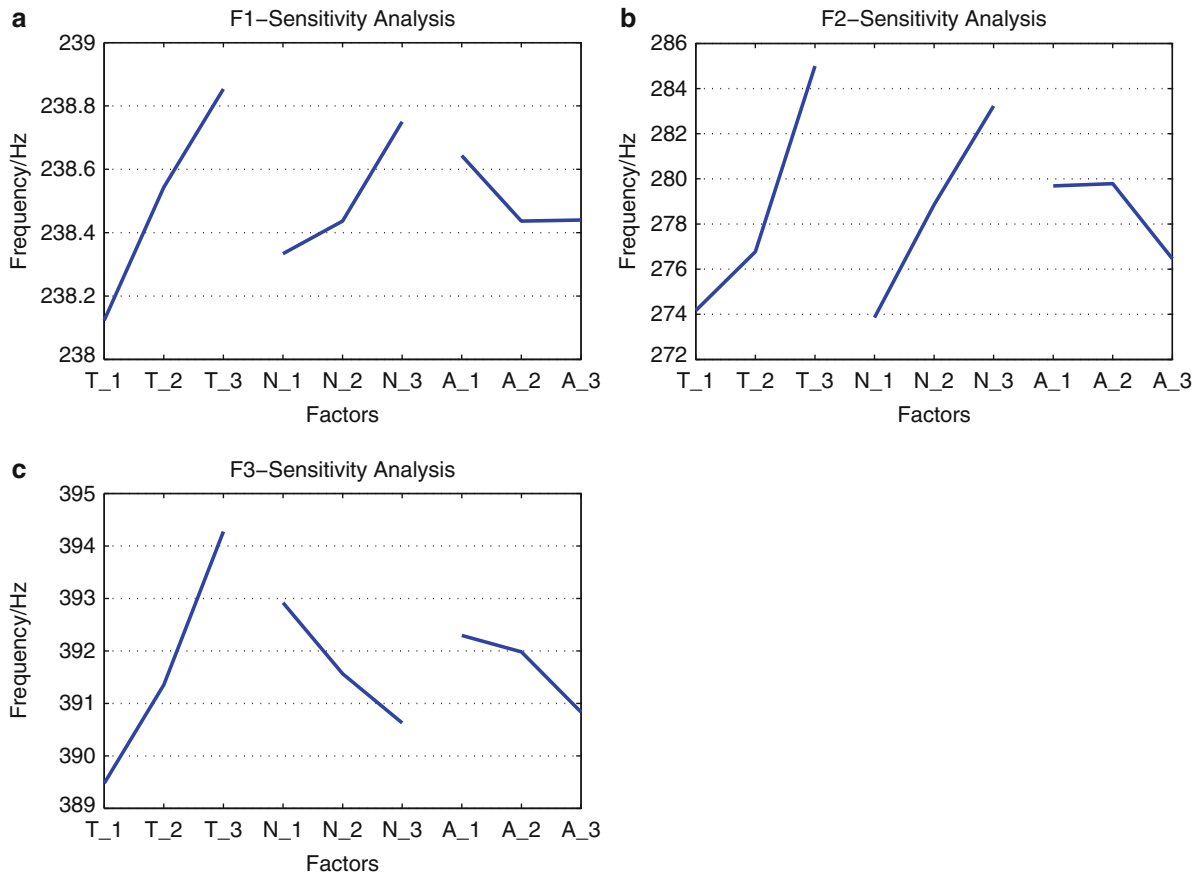 a
F1−Sensitivity Analysis
239
238.8
238.6
238.4
238.2
238
Frequency/Hz
T_1 T_2 T_3 N_1 N_2 N_3 A_1 A_2 A_3
Factors
b
F2−Sensitivity Analysis
286
284
282
280
278
276
274
272
Frequency/Hz
T_1 T_2 T_3 N_1 N_2 N_3 A_1 A_2 A_3
Factors
c
F3−Sensitivity Analysis
395
394
393
392
391
390
389
Frequency/Hz
T_1 T_2 T_3 N_1 N_2 N_3 A_1 A_2 A_3
Factors